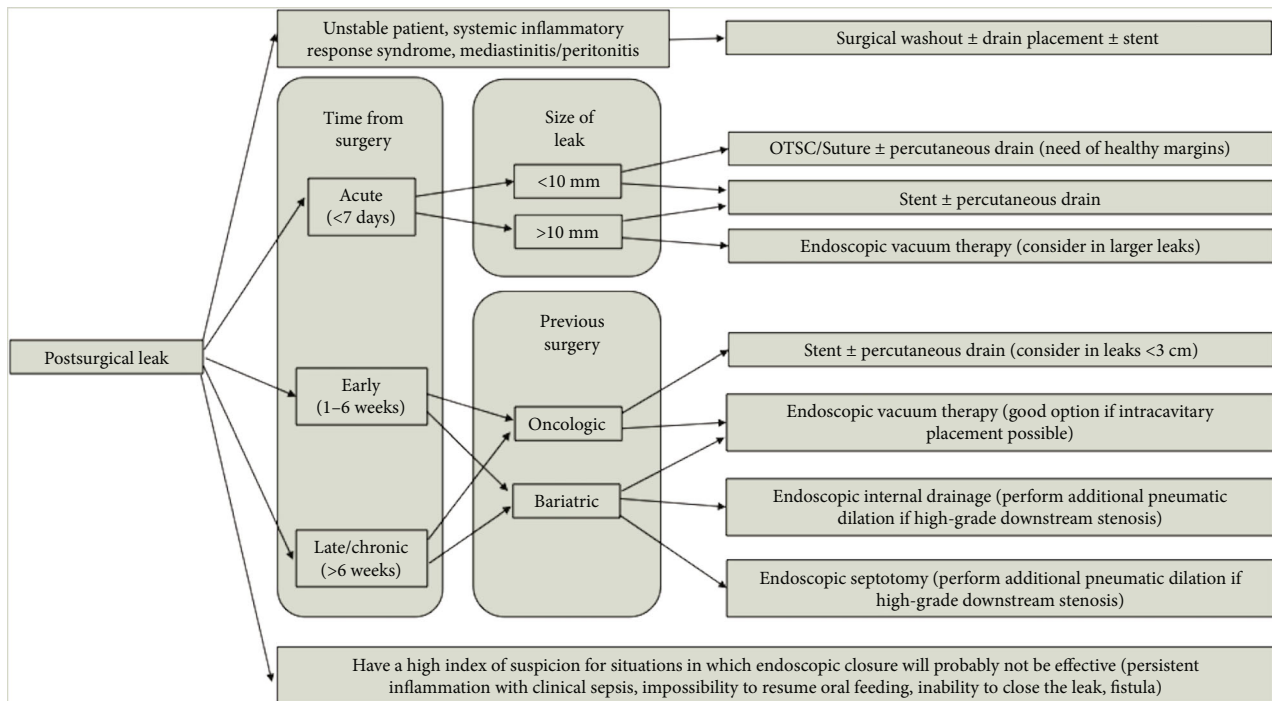 Unstable patient, systemic inflammatory
response syndrome, mediastinitis/peritonitis
Surgical washout ± drain placement ± stent
Time from
surgery
Size of
leak
Acute
(<7 days)
<10 mm
>10 mm
OTSC/Suture ± percutaneous drain (need of healthy margins)
Stent ± percutaneous drain
Endoscopic vacuum therapy (consider in larger leaks)
Postsurgical leak
Previous
surgery
Early
(1–6 weeks)
Late/chronic
(>6 weeks)
Oncologic
Bariatric
Stent ± percutaneous drain (consider in leaks <3 cm)
Endoscopic vacuum therapy (good option if intracavitary
placement possible)
Endoscopic internal drainage (perform additional pneumatic
dilation if high-grade downstream stenosis)
Endoscopic septotomy (perform additional pneumatic dilation if
high-grade downstream stenosis)
Have a high index of suspicion for situations in which endoscopic closure will probably not be effective (persistent
inflammation with clinical sepsis, impossibility to resume oral feeding, inability to close the leak, fistula)